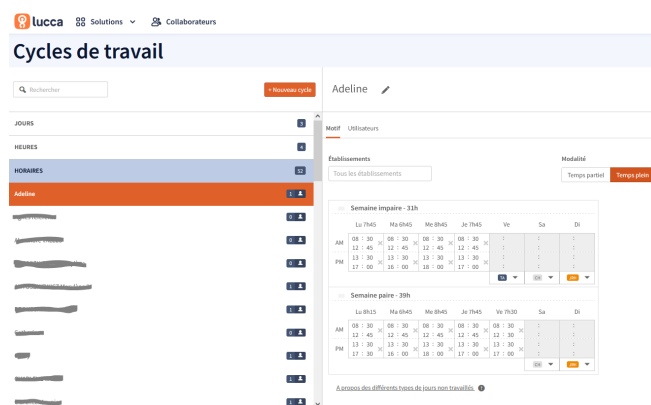 lucca Solutions Collaborateurs
Cycles de travail
Rechercher + Nouveau cycle Adeline
JOURS 3
Motif Utilisateurs
HEURES 4
HORAIRES 52
Établissements Modalité
Tous les établissements Temps partiel Temps plein
Adeline 1
Semaine impaire - 31h
0
Lu 7h45 Ma 6h45 Me 8h45 Je 7h45 Ve Sa Di
0
AM 08 : 30 08 : 30 08 : 30 08 : 30 : : :
12 : 45 12 : 45 12 : 45 12 : 45 : : :
0
PM 13 : 30 13 : 30 13 : 30 13 : 30 : : :
17 : 00 16 : 00 18 : 00 17 : 00 : : :
TA
1
Semaine paire - 39h
1
Lu 8h15 Ma 6h45 Me 8h45 Je 7h45 Ve 7h30 Sa Di
AM 08 : 30 08 : 30 08 : 30 08 : 30 08 : 30 : :
12 : 45 12 : 45 12 : 45 12 : 45 12 : 30 : :
0
PM 13 : 30 13 : 30 13 : 30 13 : 30 13 : 30 : :
17 : 30 16 : 00 18 : 00 17 : 00 17 : 00 : :
1
1
A propos des différents types de jours non travaillés
1